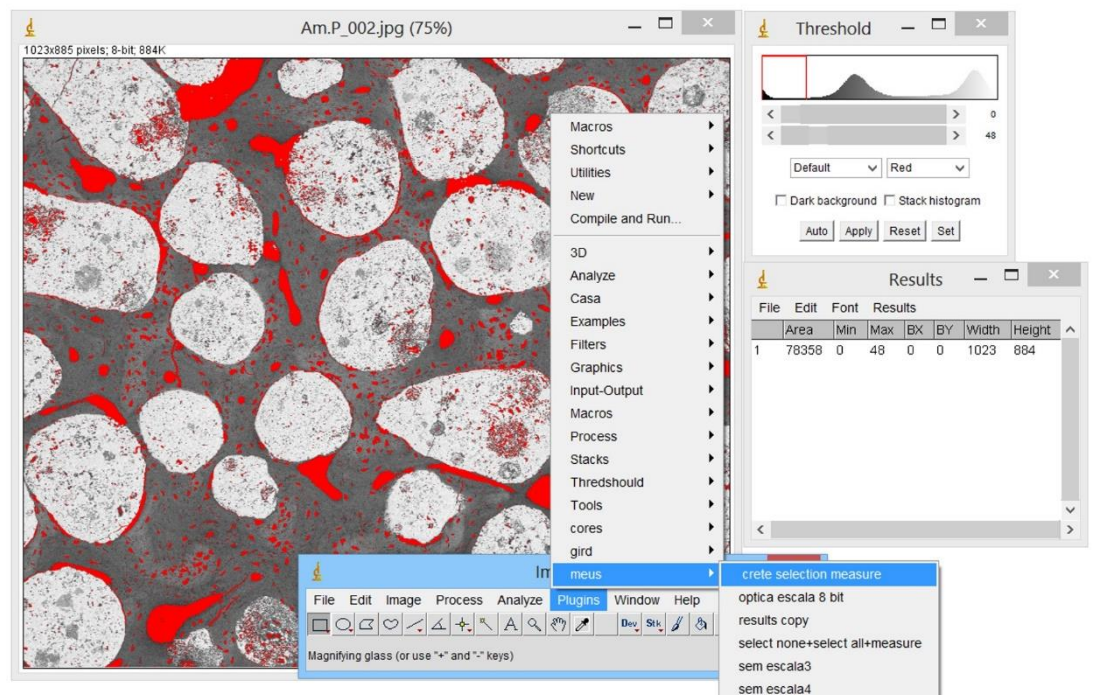 Am.P_002.jpg (75%)
1023x885 pixels; 8-bit; 884K
Threshold
0
48
Default Red
Dark background Stack histogram
Auto Apply Reset Set
Results
File Edit Font Results
Area Min Max BX BY Width Height
1 78358 0 48 0 0 1023 884
Macros
Shortcuts
Utilities
New
Compile and Run...
3D
Analyze
Casa
Examples
Filters
Graphics
Input-Output
Macros
Process
Stacks
Thredshould
Tools
cores
gird
meus
crete selection measure
optica escala 8 bit
results copy
select none+select all+measure
sem escala3
sem escala4
Im
File Edit Image Process Analyze Plugins Window Help
A Dev Stk
Magnifying glass (or use "+" and "-" keys)